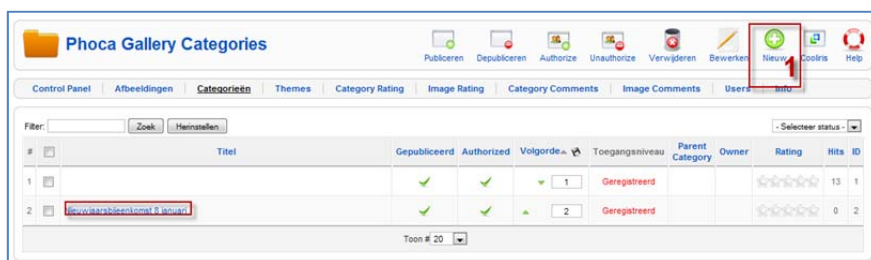 Phoca Gallery Categories
Publiceren Depubliceren Authorize Unauthorize Verwijderen Bewerken Nieuw Cooliris Help
1
Control Panel Afbeeldingen Categorieën Themes Category Rating Image Rating Category Comments Image Comments Users Info
Filter: Zoek Herinstellen - Selecteer status -
# Titel Gepubliceerd Authorized Volgorde Toegangsniveau Parent Category Owner Rating Hits ID
1 1 Geregistreerd 13 1
2 Nieuwjaarsbijeenkomst 8 januari 2 Geregistreerd 0 2
Toon # 20